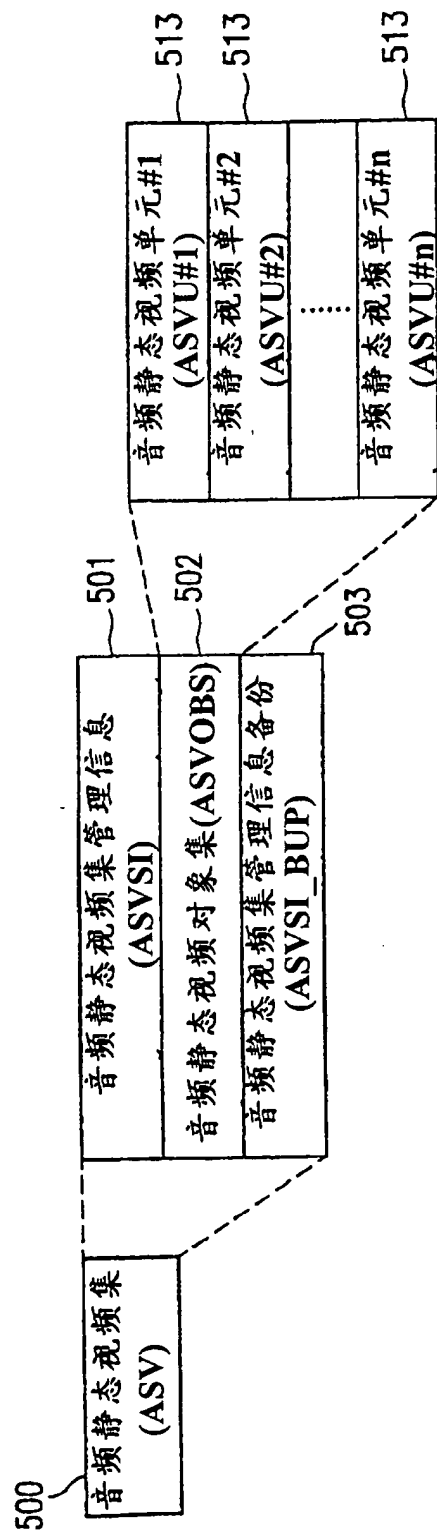 500
音频静态视频集
(ASV)
501
音频静态视频集管理信息
(ASVSI)
502
音频静态视频对象集(ASVOBS)
503
音频静态视频集管理信息备份
(ASVSI_BUP)
音频静态视频单元#1
(ASVU#1)
513
音频静态视频单元#2
(ASVU#2)
513
......
音频静态视频单元#n
(ASVU#n)
513